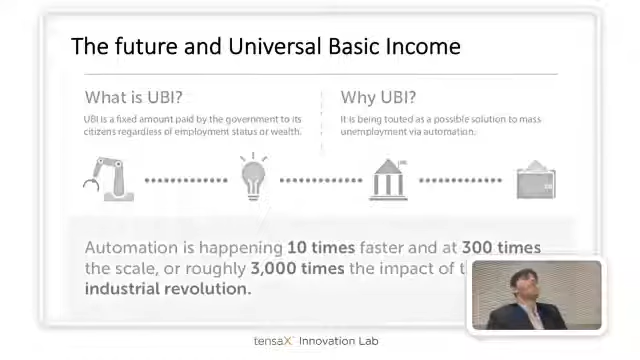 The future and Universal Basic Income
What is UBI?
UBI is a fixed amount paid by the government to its
citizens regardless of employment status or wealth.
Why UBI?
It is being touted as a possible solution to mass
unemployment via automation.
Automation is happening 10 times faster and at 300 times
the scale, or roughly 3,000 times the impact of
industrial revolution.
tensaX Innovation Lab